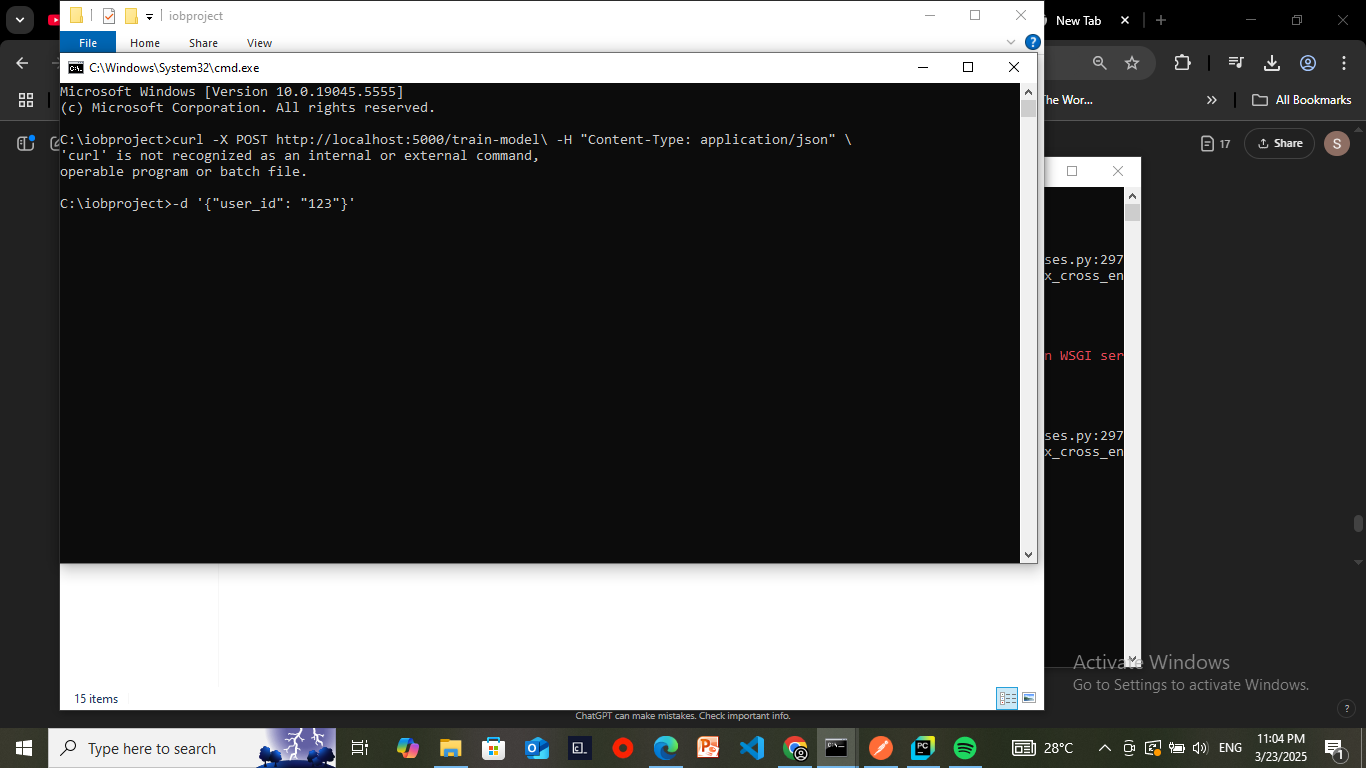 iobproject
File Home Share View
New Tab
C:\Windows\System32\cmd.exe
Microsoft Windows [Version 10.0.19045.5555]
(c) Microsoft Corporation. All rights reserved.
C:\iobproject>curl -X POST http://localhost:5000/train-model\ -H "Content-Type: application/json" \
'curl' is not recognized as an internal or external command,
operable program or batch file.
C:\iobproject>-d '{"user_id": "123"}'
The Wor...
All Bookmarks
17
Share
S
ses.py:297
x_cross_en
n WSGI ser
ses.py:297
x_cross_en
Activate Windows
Go to Settings to activate Windows.
15 items
ChatGPT can make mistakes. Check important info.
?
Type here to search
PC
28°C
ENG
11:04 PM
3/23/2025
1